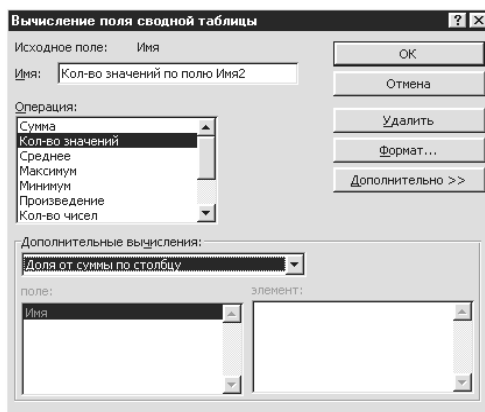 Вычисление поля сводной таблицы
Исходное поле: Имя
Имя: Кол-во значений по полю Имя2
Операция:
Сумма
Кол-во значений
Среднее
Максимум
Минимум
Произведение
Кол-во чисел
OK
Отмена
Удалить
Формат...
Дополнительно >>
Дополнительные вычисления:
Доля от суммы по столбцу
поле:
Имя
элемент: